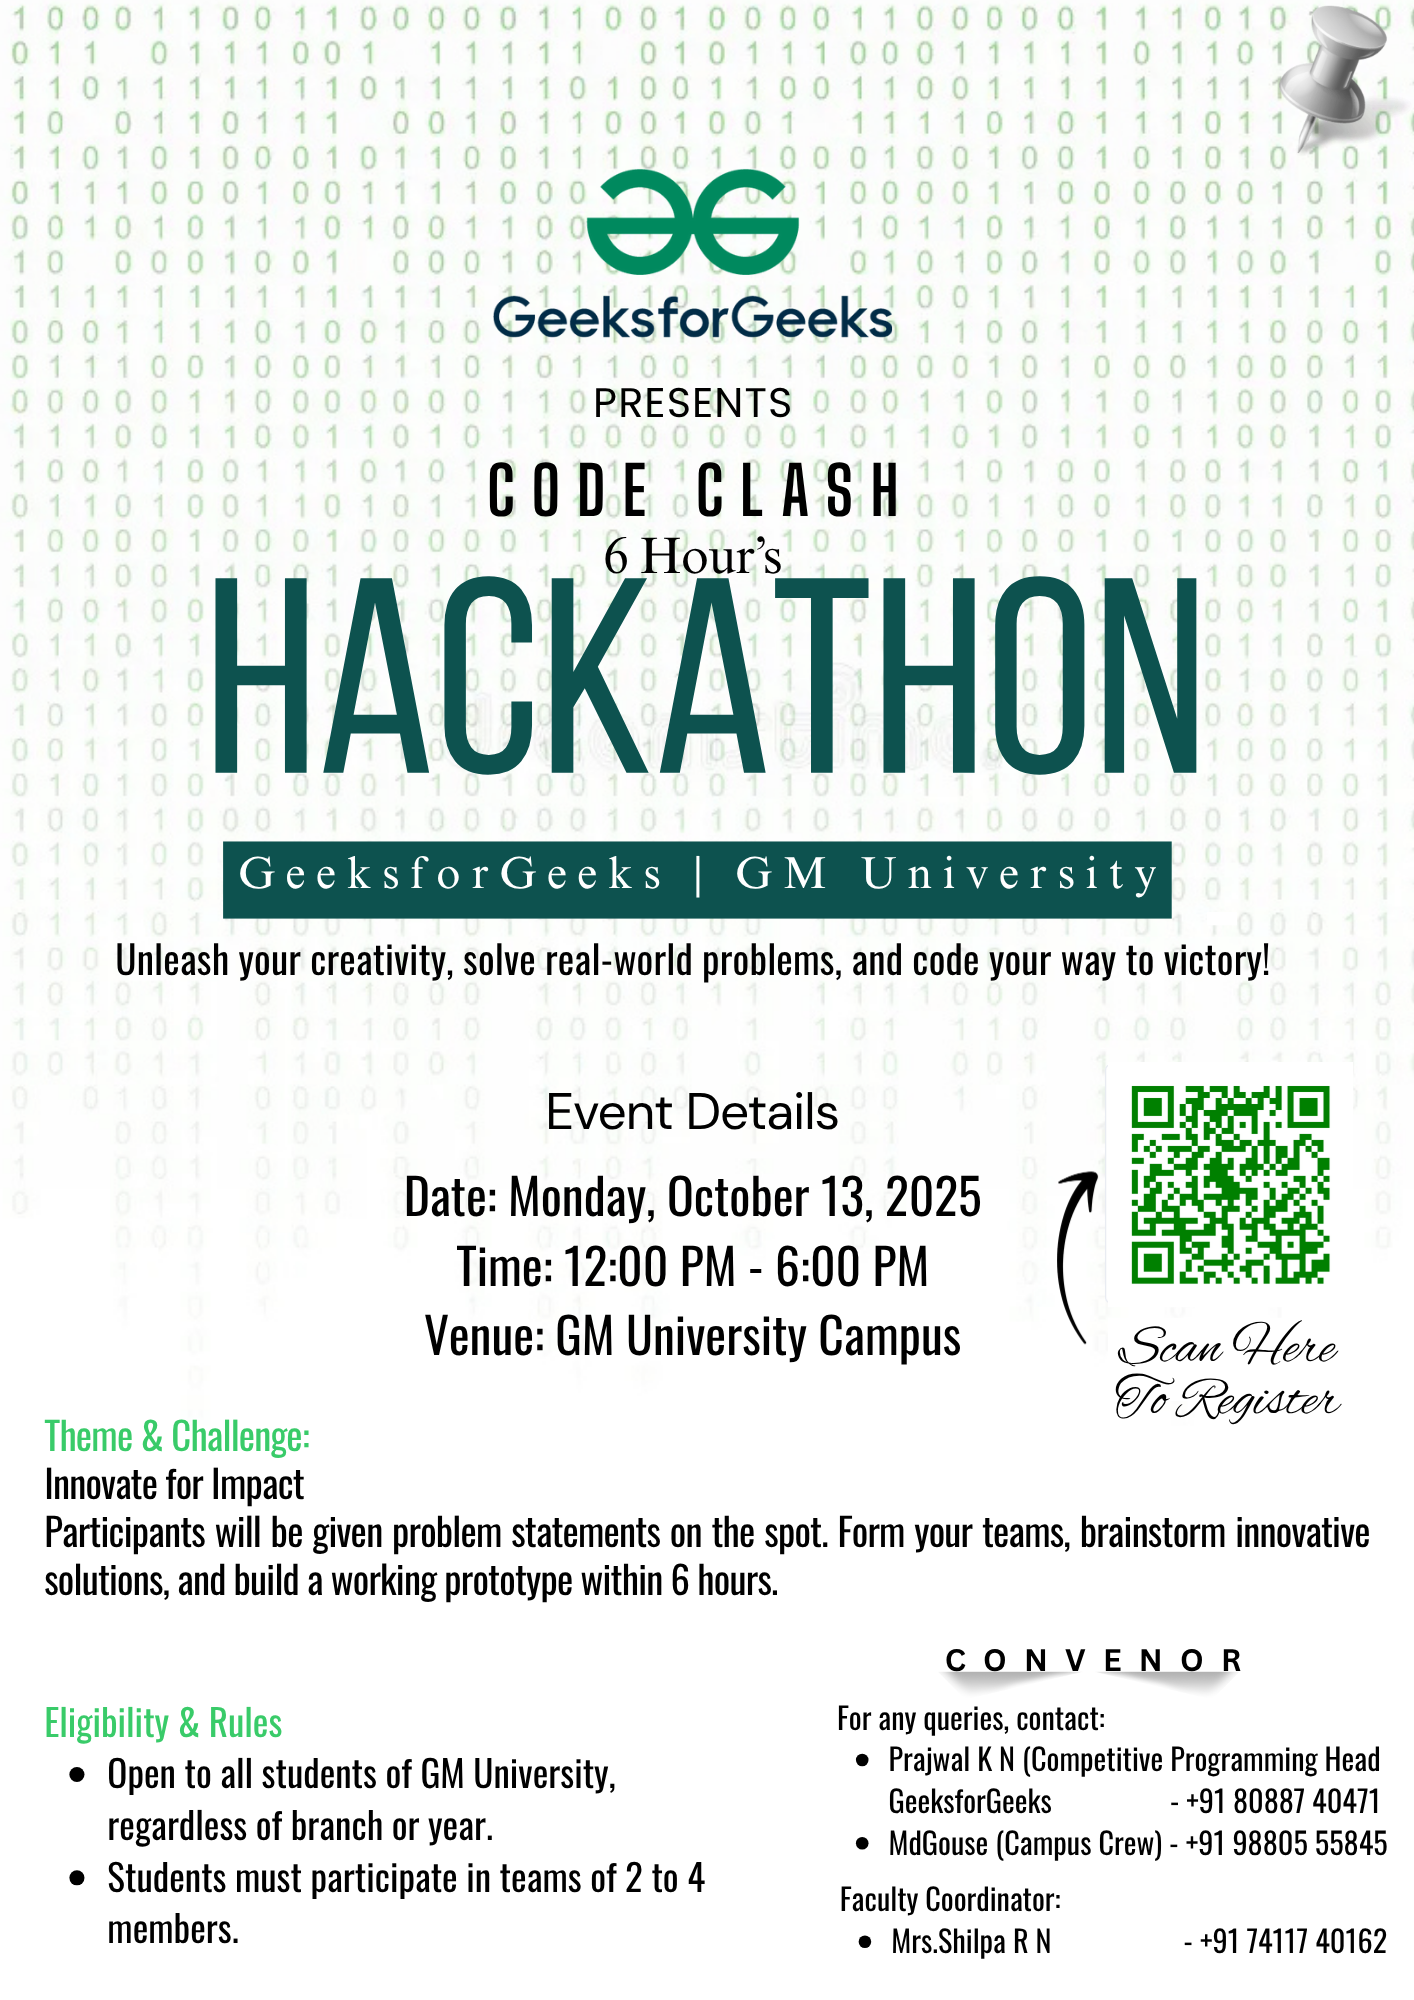 GeeksforGeeks
PRESENTS
CODE CLASH
6 Hour's
HACKATHON
GeeksforGeeks | GM University
Unleash your creativity, solve real-world problems, and code your way to victory!
Event Details
Date: Monday, October 13, 2025
Time: 12:00 PM - 6:00 PM
Venue: GM University Campus
Scan Here
To Register
Theme & Challenge:
Innovate for Impact
Participants will be given problem statements on the spot. Form your teams, brainstorm innovative
solutions, and build a working prototype within 6 hours.
Eligibility & Rules
• Open to all students of GM University,
regardless of branch or year.
• Students must participate in teams of 2 to 4
members.
CONVENOR
For any queries, contact:
• Prajwal K N (Competitive Programming Head
GeeksforGeeks - +91 80887 40471
• MdGouse (Campus Crew) - +91 98805 55845
Faculty Coordinator:
• Mrs.Shilpa R N - +91 74117 40162